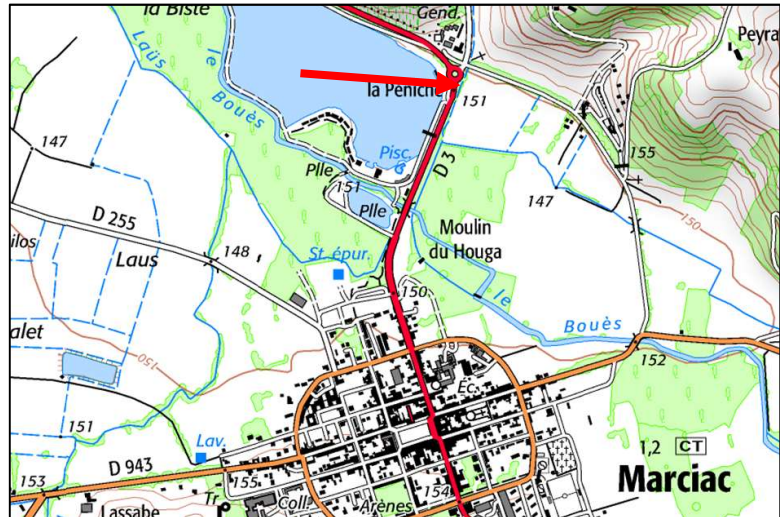 la Biste
Gend.
Peyra
Laüs
le
Bouès
la Péniche
151
147
Pisc.
D 3
155
Plle
151
147
Plle
150
D 255
ilos
Laus
148
St. épur.
Moulin
du Houga
150
le
Bouès
alet
150
152
Éc.
151
Lav.
D 943
1,2 CT
Marciac
153
155
Coll.
Arènes
154
Tr
Lassabe